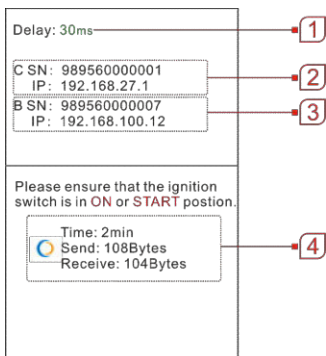 Delay: 30ms
1
C SN: 989560000001
IP: 192.168.27.1
2
B SN: 989560000007
IP: 192.168.100.12
3
Please ensure that the ignition
switch is in ON or START postion.
Time: 2min
Send: 108Bytes
Receive: 104Bytes
4